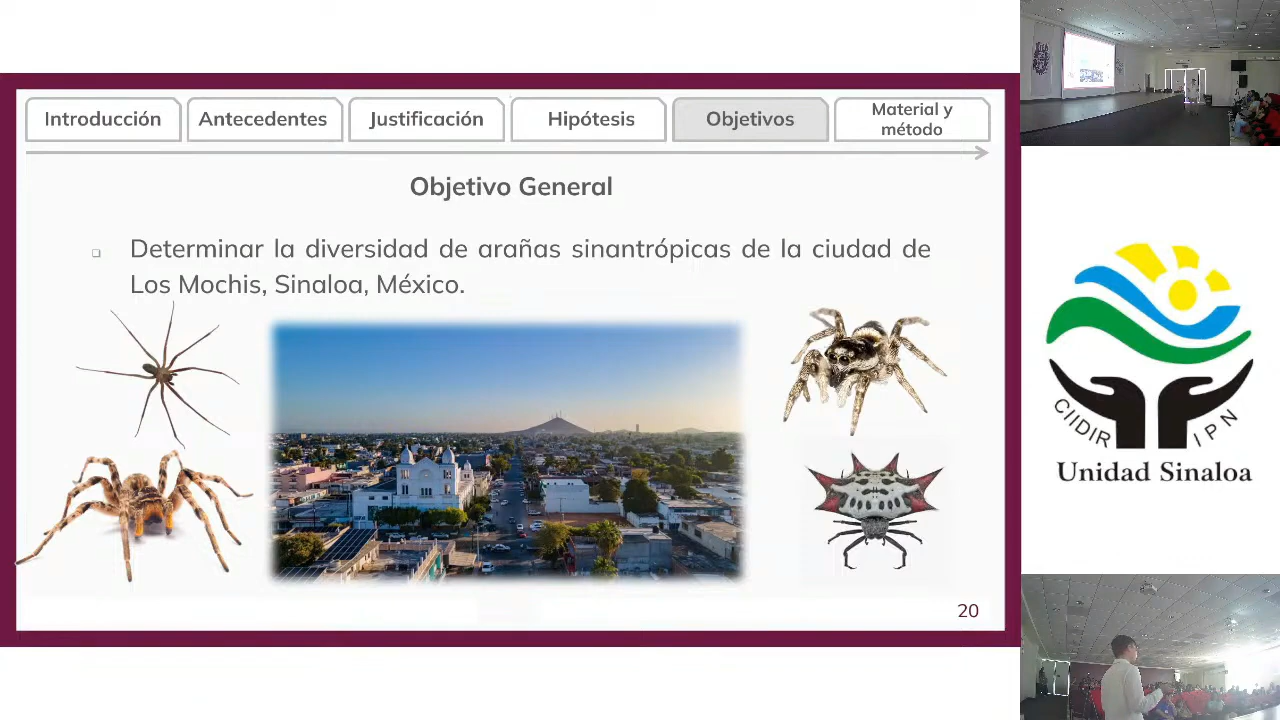 Introducción
Antecedentes
Justificación
Hipótesis
Objetivos
Material y
método
Objetivo General
Determinar la diversidad de arañas sinantrópicas de la ciudad de
Los Mochis, Sinaloa, México.
20
CIIDIR IPN
Unidad Sinaloa